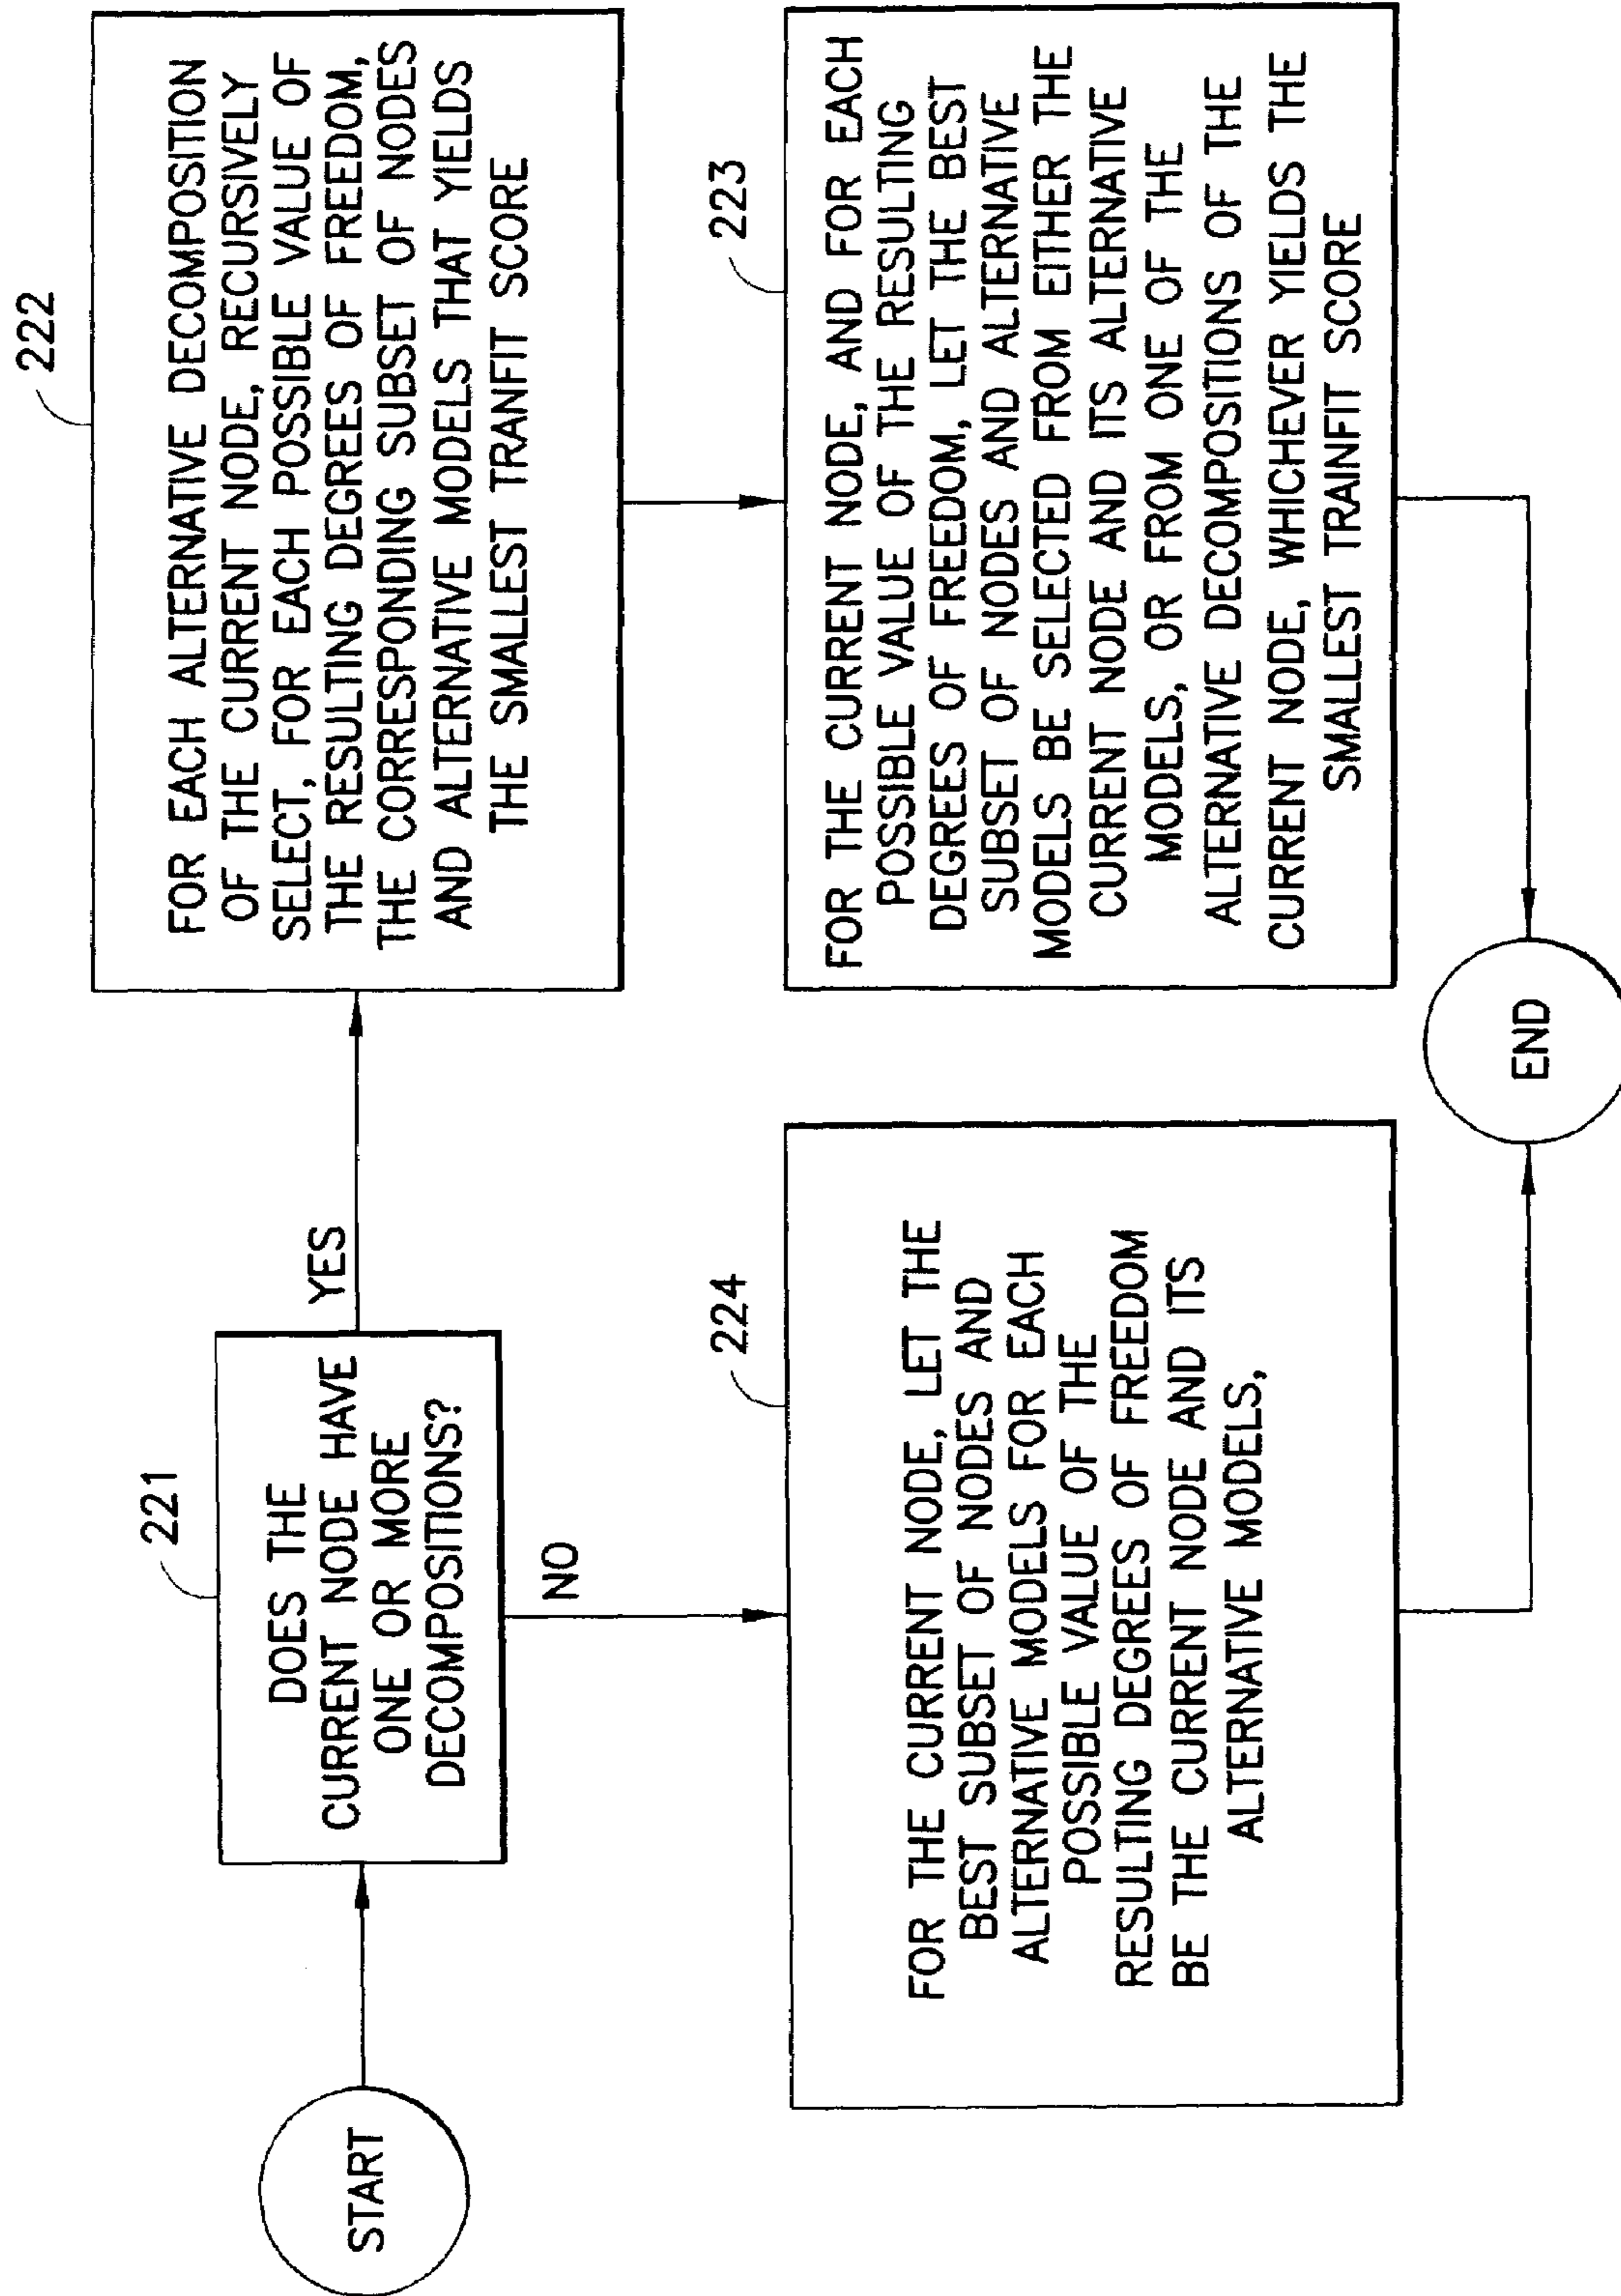 START
221
DOES THE
CURRENT NODE HAVE
ONE OR MORE
DECOMPOSITIONS?
YES
NO
222
FOR EACH ALTERNATIVE DECOMPOSITION
OF THE CURRENT NODE, RECURSIVELY
SELECT, FOR EACH POSSIBLE VALUE OF
THE RESULTING DEGREES OF FREEDOM,
THE CORRESPONDING SUBSET OF NODES
AND ALTERNATIVE MODELS THAT YIELDS
THE SMALLEST TRANFIT SCORE
224
FOR THE CURRENT NODE, LET THE
BEST SUBSET OF NODES AND
ALTERNATIVE MODELS FOR EACH
POSSIBLE VALUE OF THE
RESULTING DEGREES OF FREEDOM
BE THE CURRENT NODE AND ITS
ALTERNATIVE MODELS,
223
FOR THE CURRENT NODE, AND FOR EACH
POSSIBLE VALUE OF THE RESULTING
DEGREES OF FREEDOM, LET THE BEST
SUBSET OF NODES AND ALTERNATIVE
MODELS BE SELECTED FROM EITHER THE
CURRENT NODE AND ITS ALTERNATIVE
MODELS, OR FROM ONE OF THE
ALTERNATIVE DECOMPOSITIONS OF THE
CURRENT NODE, WHICHEVER YIELDS THE
SMALLEST TRAINFIT SCORE
END